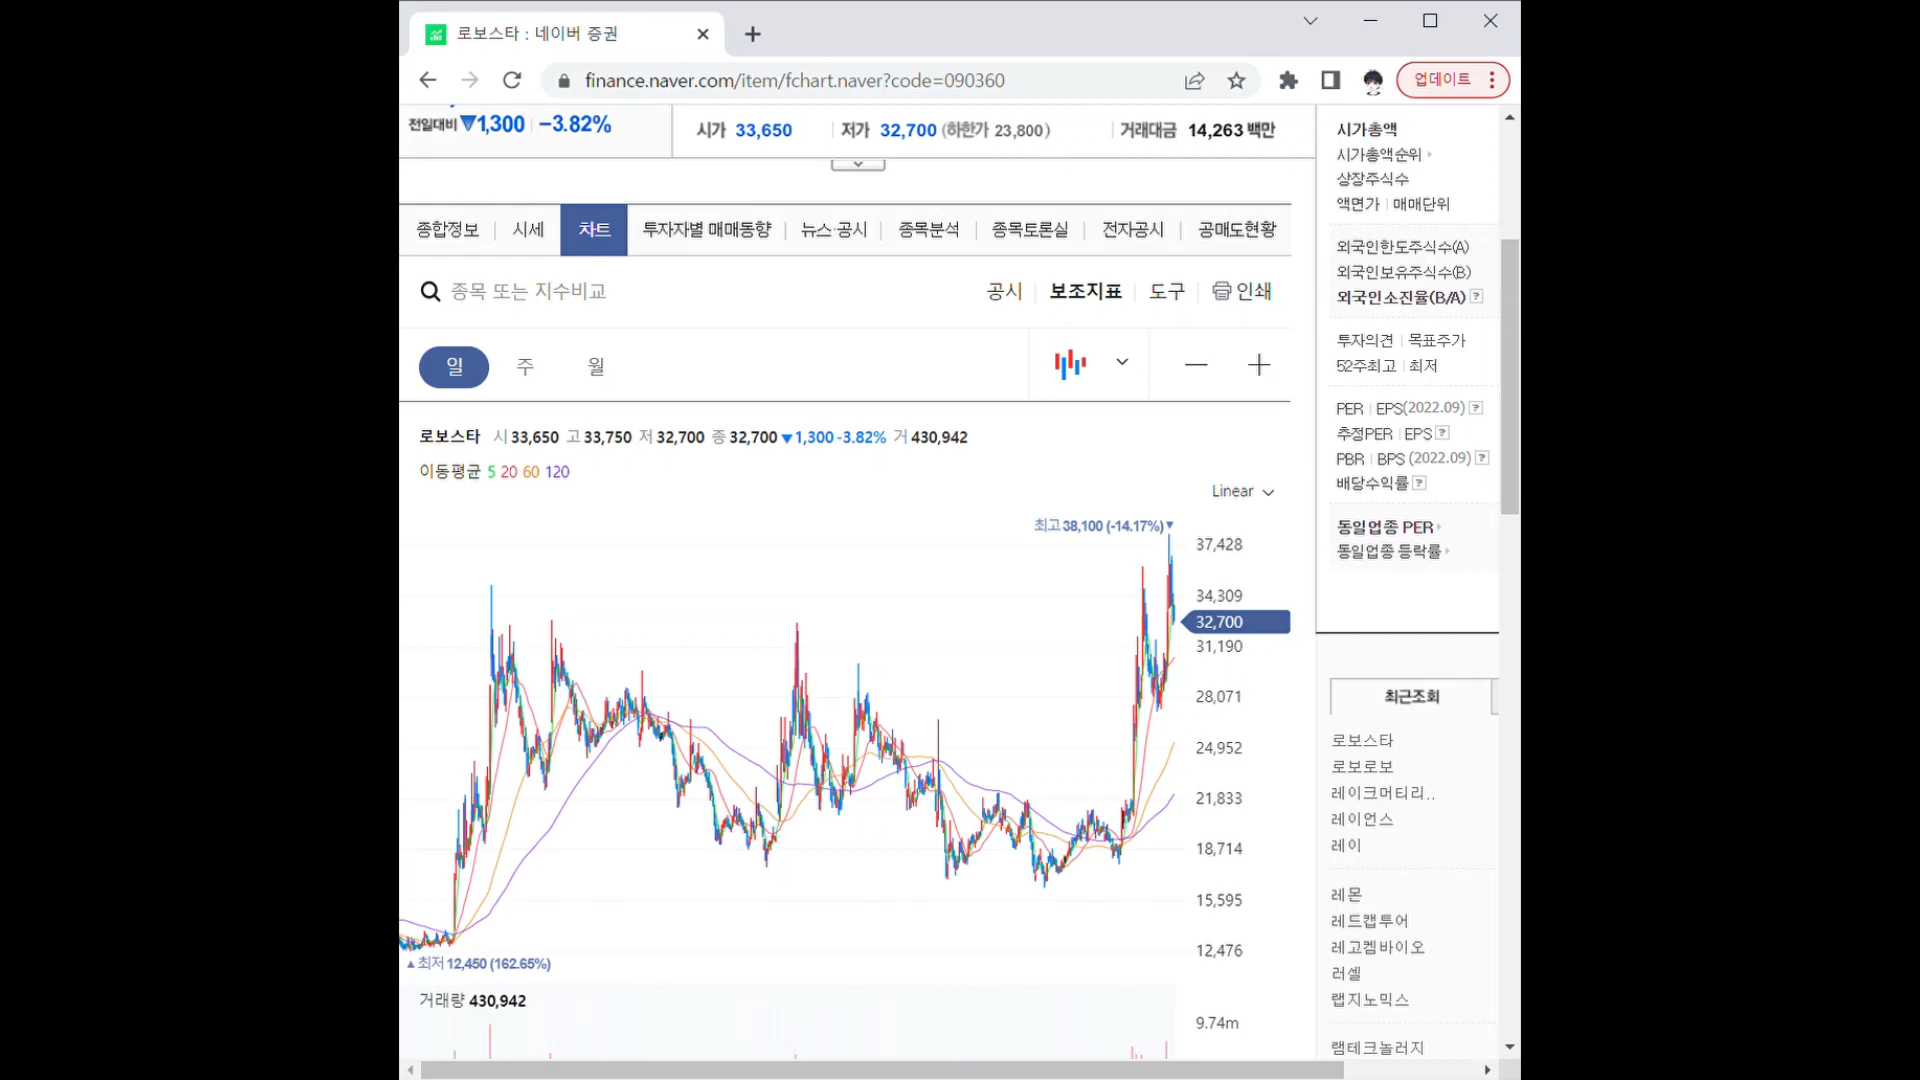 로보스타 : 네이버 증권
finance.naver.com/item/fchart.naver?code=090360
업데이트
전일대비 ▼1,300 −3.82%
시가 33,650 저가 32,700 (하한가 23,800) 거래대금 14,263 백만
종합정보 시세 차트 투자자별 매매동향 뉴스·공시 종목분석 종목토론실 전자공시 공매도현황
종목 또는 지수비교 공시 보조지표 도구 인쇄
일 주 월
로보스타 시 33,650 고 33,750 저 32,700 종 32,700 ▼1,300 -3.82% 거 430,942
이동평균 5 20 60 120
Linear
최고 38,100 (-14.17%)▼
37,428
34,309
32,700
31,190
28,071
24,952
21,833
18,714
15,595
12,476
▲최저 12,450 (162.65%)
거래량 430,942
9.74m
시가총액
시가총액순위
상장주식수
액면가 | 매매단위
외국인한도주식수(A)
외국인보유주식수(B)
외국인소진율(B/A) ?
투자의견 | 목표주가
52주최고 | 최저
PER | EPS(2022.09) ?
추정PER | EPS ?
PBR | BPS (2022.09) ?
배당수익률 ?
동일업종 PER
동일업종 등락률
최근조회
로보스타
로보로보
레이크머티리..
레이언스
레이
레몬
레드캡투어
레고켐바이오
러셀
랩지노믹스
램테크놀러지